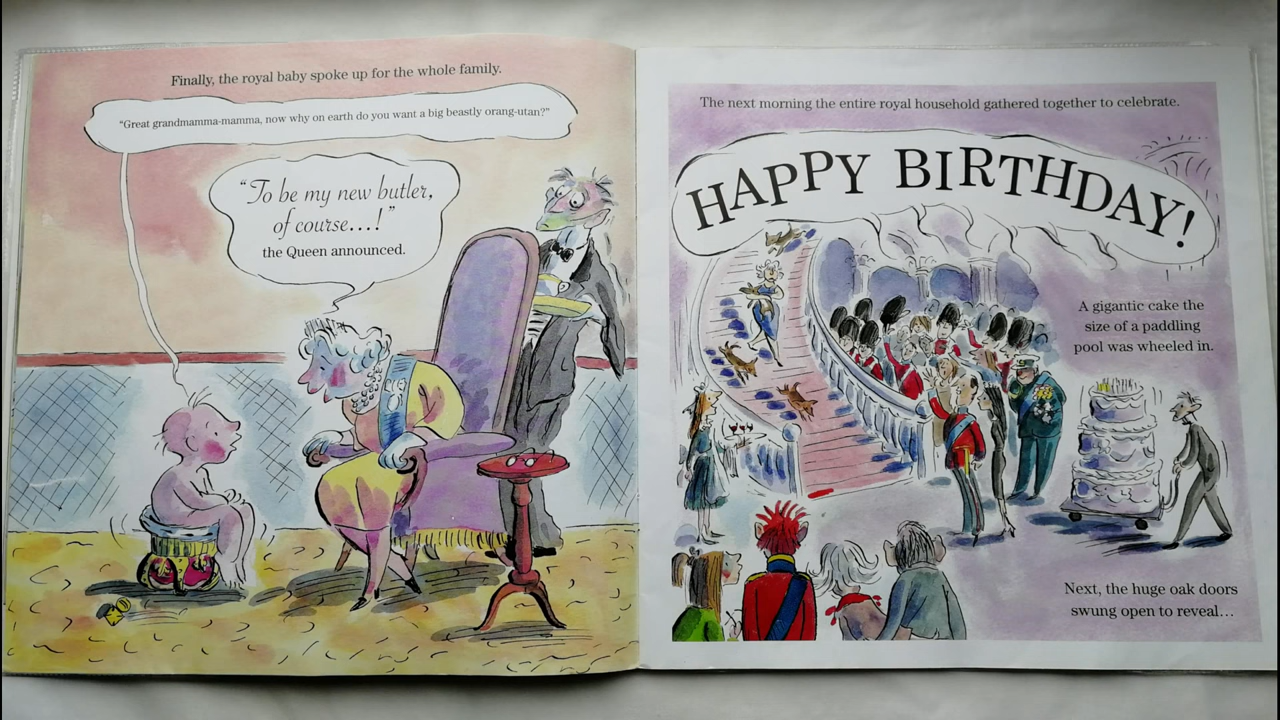 Finally, the royal baby spoke up for the whole family.
“Great grandmamma-mamma, now why on earth do you want a big beastly orang-utan?”
“To be my new butler,
of course...!”
the Queen announced.
The next morning the entire royal household gathered together to celebrate.
HAPPY BIRTHDAY!
A gigantic cake the
size of a paddling
pool was wheeled in.
Next, the huge oak doors
swung open to reveal...